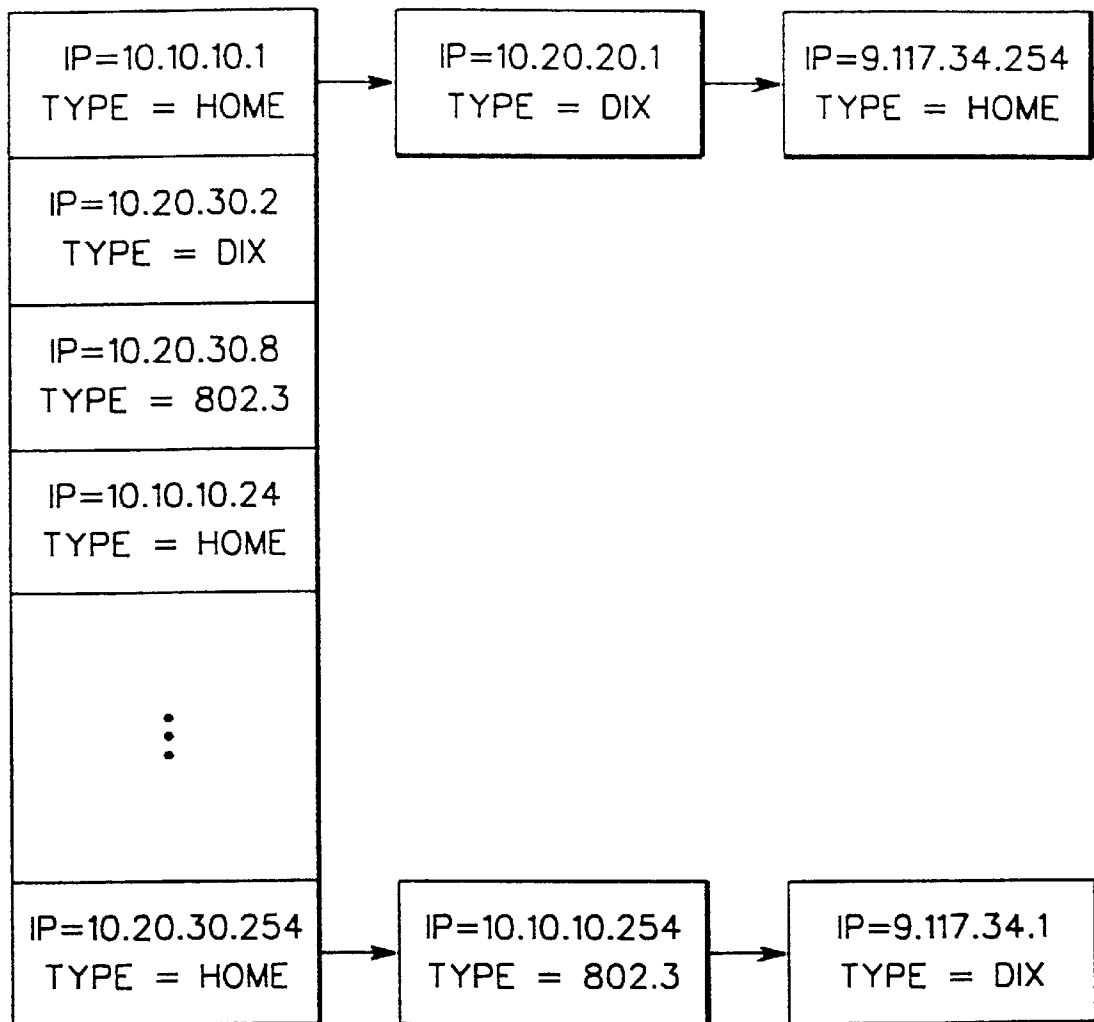 IP=10.10.10.1
TYPE = HOME
IP=10.20.20.1
TYPE = DIX
IP=9.117.34.254
TYPE = HOME
IP=10.20.30.2
TYPE = DIX
IP=10.20.30.8
TYPE = 802.3
IP=10.10.10.24
TYPE = HOME
IP=10.20.30.254
TYPE = HOME
IP=10.10.10.254
TYPE = 802.3
IP=9.117.34.1
TYPE = DIX